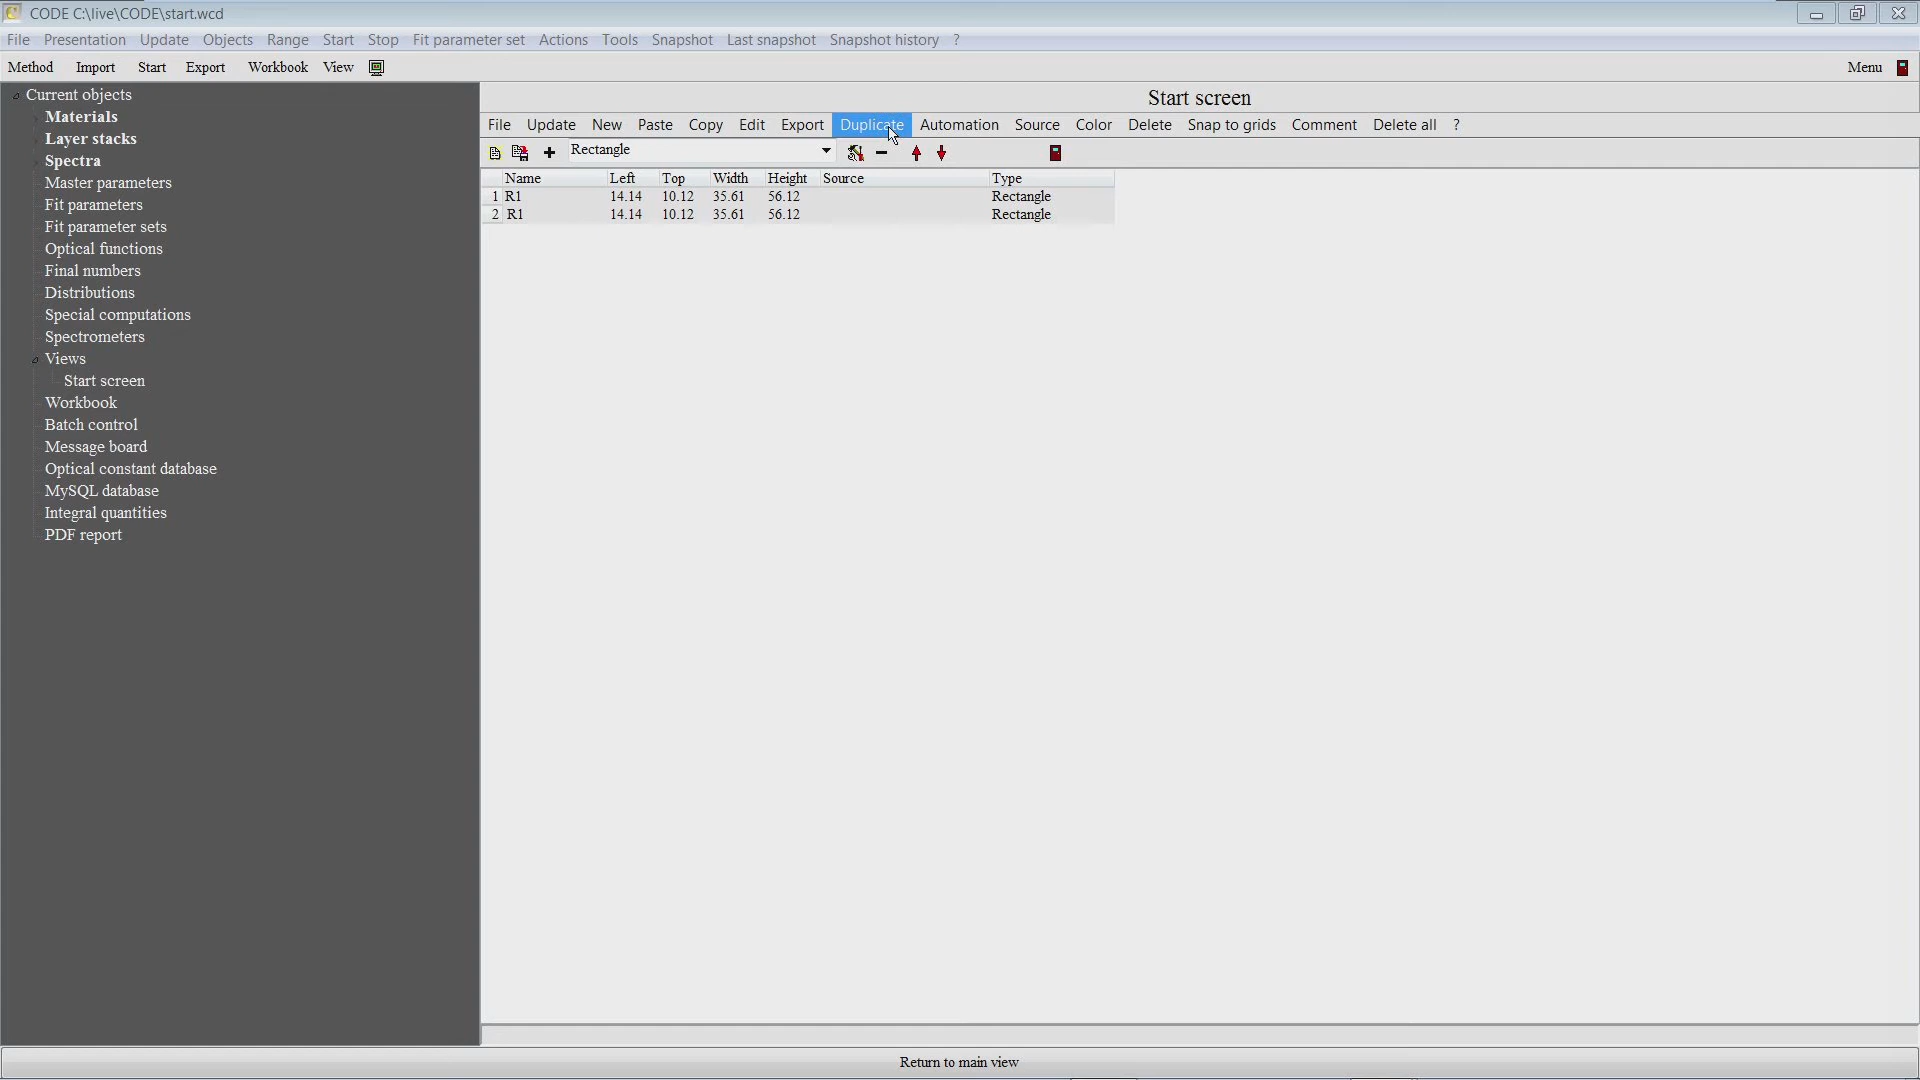 CODE C:\live\CODE\start.wcd
File Presentation Update Objects Range Start Stop Fit parameter set Actions Tools Snapshot Last snapshot Snapshot history ?
Method Import Start Export Workbook View Menu
Current objects
Materials
Layer stacks
Spectra
Master parameters
Fit parameters
Fit parameter sets
Optical functions
Final numbers
Distributions
Special computations
Spectrometers
Views
Start screen
Workbook
Batch control
Message board
Optical constant database
MySQL database
Integral quantities
PDF report
Start screen
File Update New Paste Copy Edit Export Duplicate Automation Source Color Delete Snap to grids Comment Delete all ?
Rectangle
Name Left Top Width Height Source Type
1 R1 14.14 10.12 35.61 56.12 Rectangle
2 R1 14.14 10.12 35.61 56.12 Rectangle
Return to main view